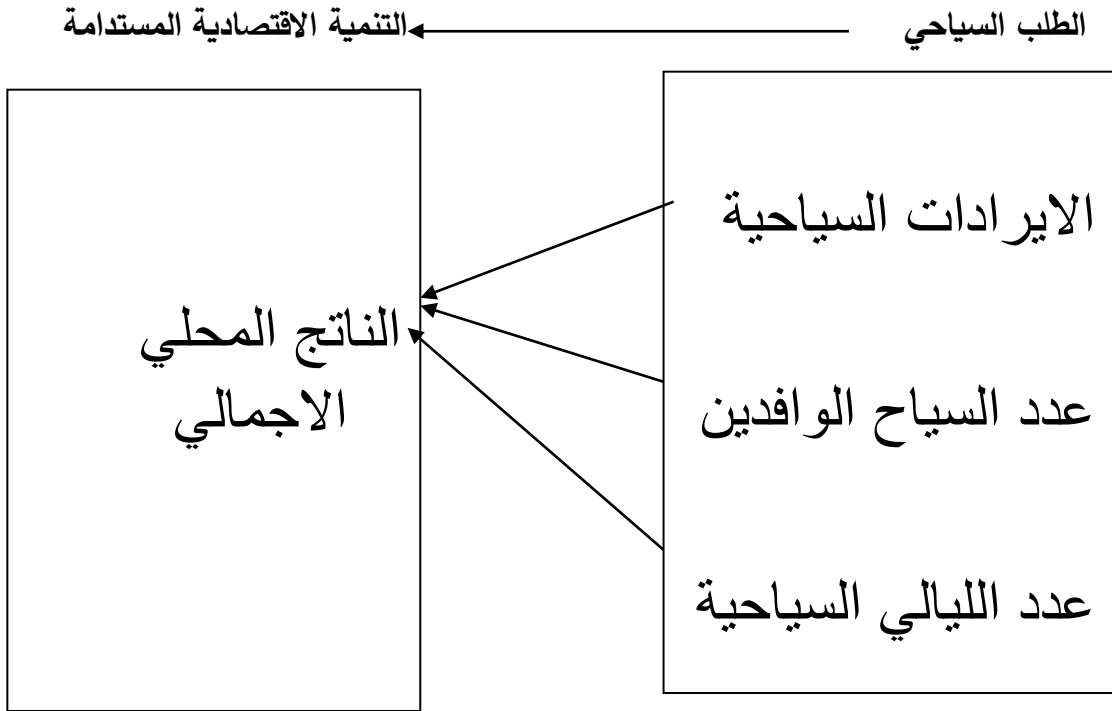 الطلب السياحي
التنمية الاقتصادية المستدامة
الايرادات السياحية
عدد السياح الوافدين
عدد الليالي السياحية
الناتج المحلي
الاجمالي